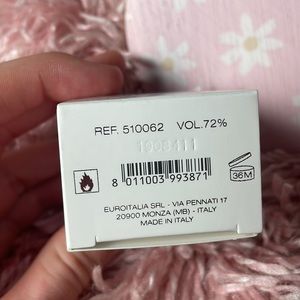 REF. 510062 VOL.72%
8 011003 993871
36M
EUROITALIA SRL - VIA PENNATI 17
20900 MONZA (MB) - ITALY
MADE IN ITALY